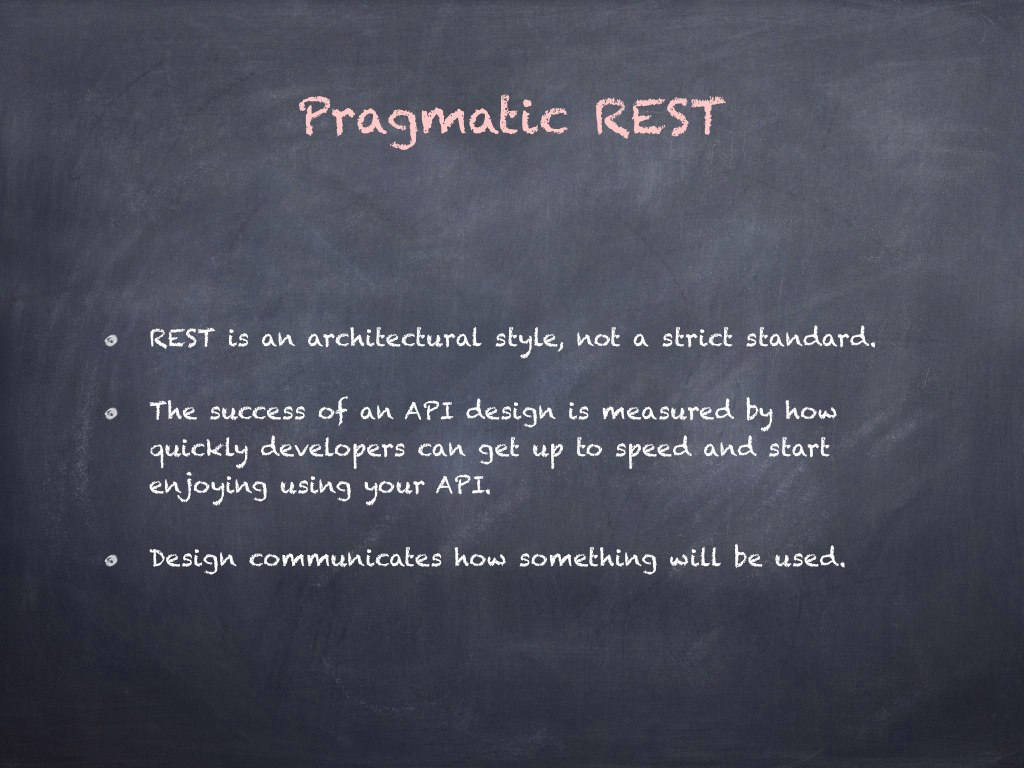 Pragmatic REST
REST is an architectural style, not a strict standard.
The success of an API design is measured by how
quickly developers can get up to speed and start
enjoying using your API.
Design communicates how something will be used.